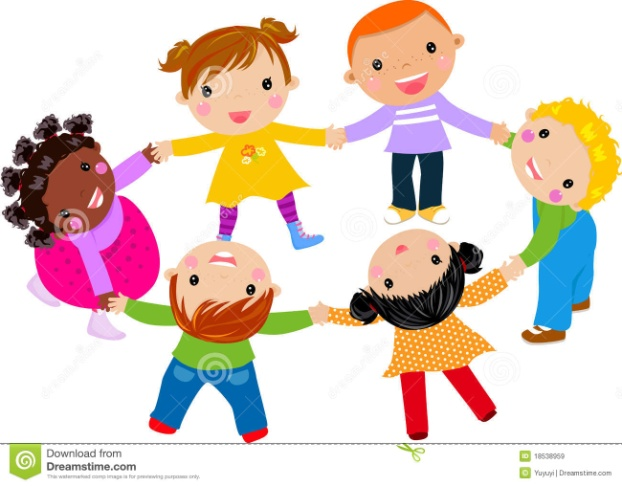 Download from
Dreamstime.com
This watermarked comp image is for previewing purposes only.
18538959
Yuyuyi | Dreamstime.com